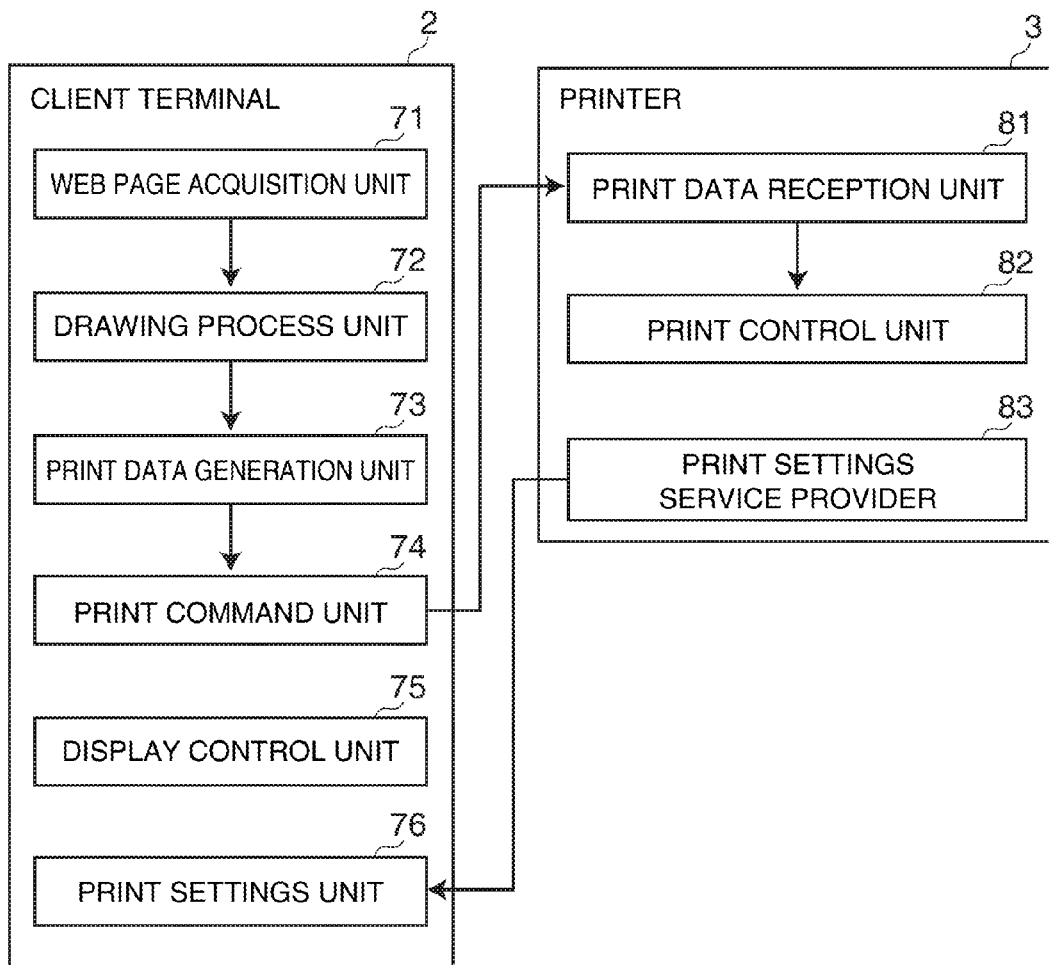 2
CLIENT TERMINAL
71
WEB PAGE ACQUISITION UNIT
72
DRAWING PROCESS UNIT
73
PRINT DATA GENERATION UNIT
74
PRINT COMMAND UNIT
75
DISPLAY CONTROL UNIT
76
PRINT SETTINGS UNIT
3
PRINTER
81
PRINT DATA RECEPTION UNIT
82
PRINT CONTROL UNIT
83
PRINT SETTINGS
SERVICE PROVIDER